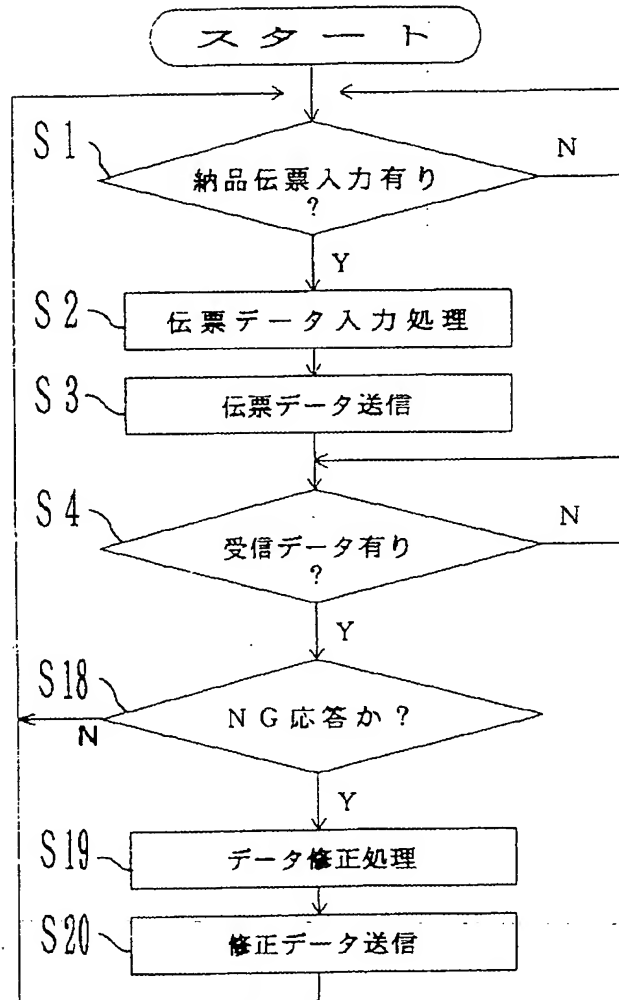 スタート
S1
納品伝票入力有り
?
N
Y
S2
伝票データ入力処理
S3
伝票データ送信
S4
受信データ有り
?
N
Y
S18
NG応答か?
N
Y
S19
データ修正処理
S20
修正データ送信